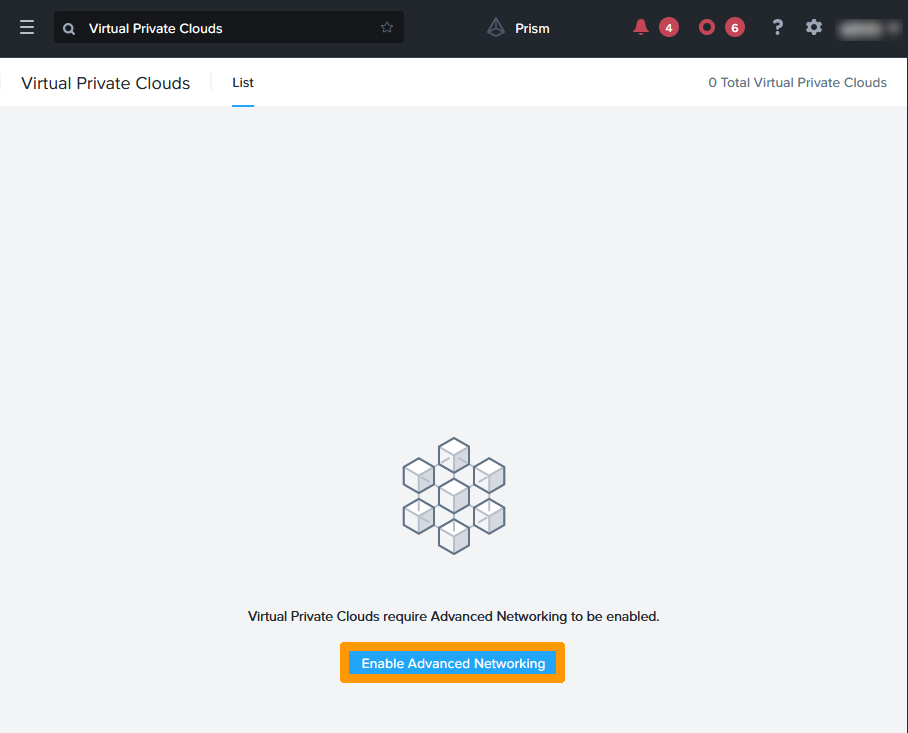 Virtual Private Clouds
Prism
4
6
?
Virtual Private Clouds
List
0 Total Virtual Private Clouds
Virtual Private Clouds require Advanced Networking to be enabled.
Enable Advanced Networking